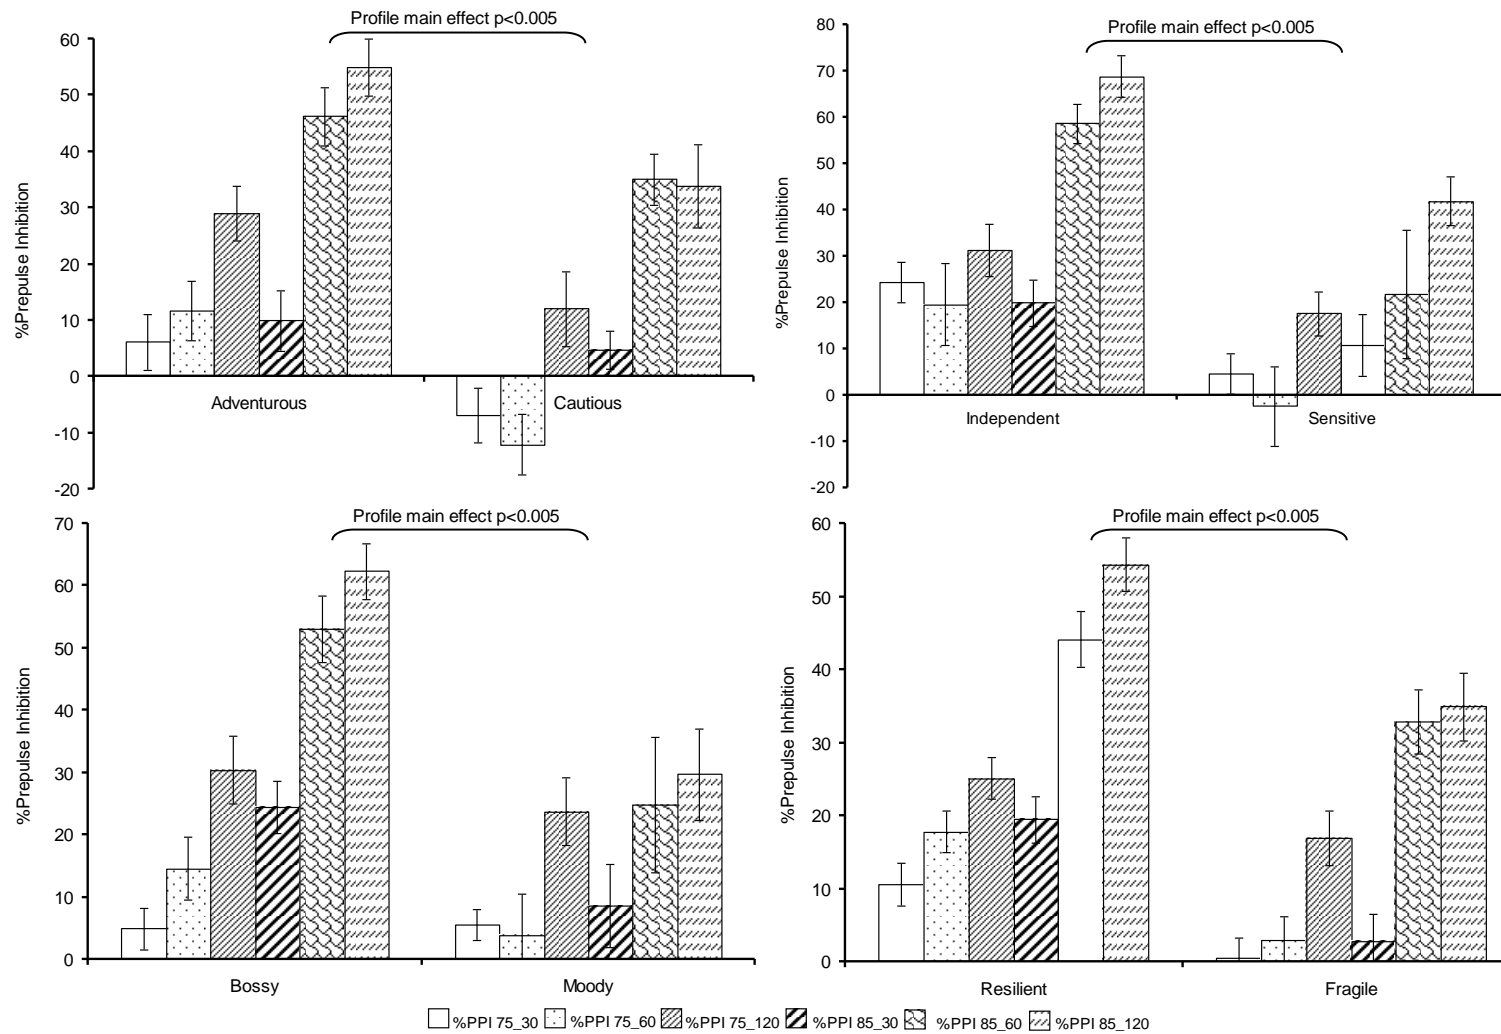 Profile main effect p<0.005
60
50
40
30
20
10
0
-10
-20
%Prepulse Inhibition
Adventurous
Cautious
Profile main effect p<0.005
80
70
60
50
40
30
20
10
0
-10
-20
%Prepulse Inhibition
Independent
Sensitive
Profile main effect p<0.005
70
60
50
40
30
20
10
0
%Prepulse Inhibition
Bossy
Moody
Profile main effect p<0.005
60
50
40
30
20
10
0
%Prepulse Inhibition
Resilient
Fragile
%PPI 75_30 %PPI 75_60 %PPI 75_120 %PPI 85_30 %PPI 85_60 %PPI 85_120